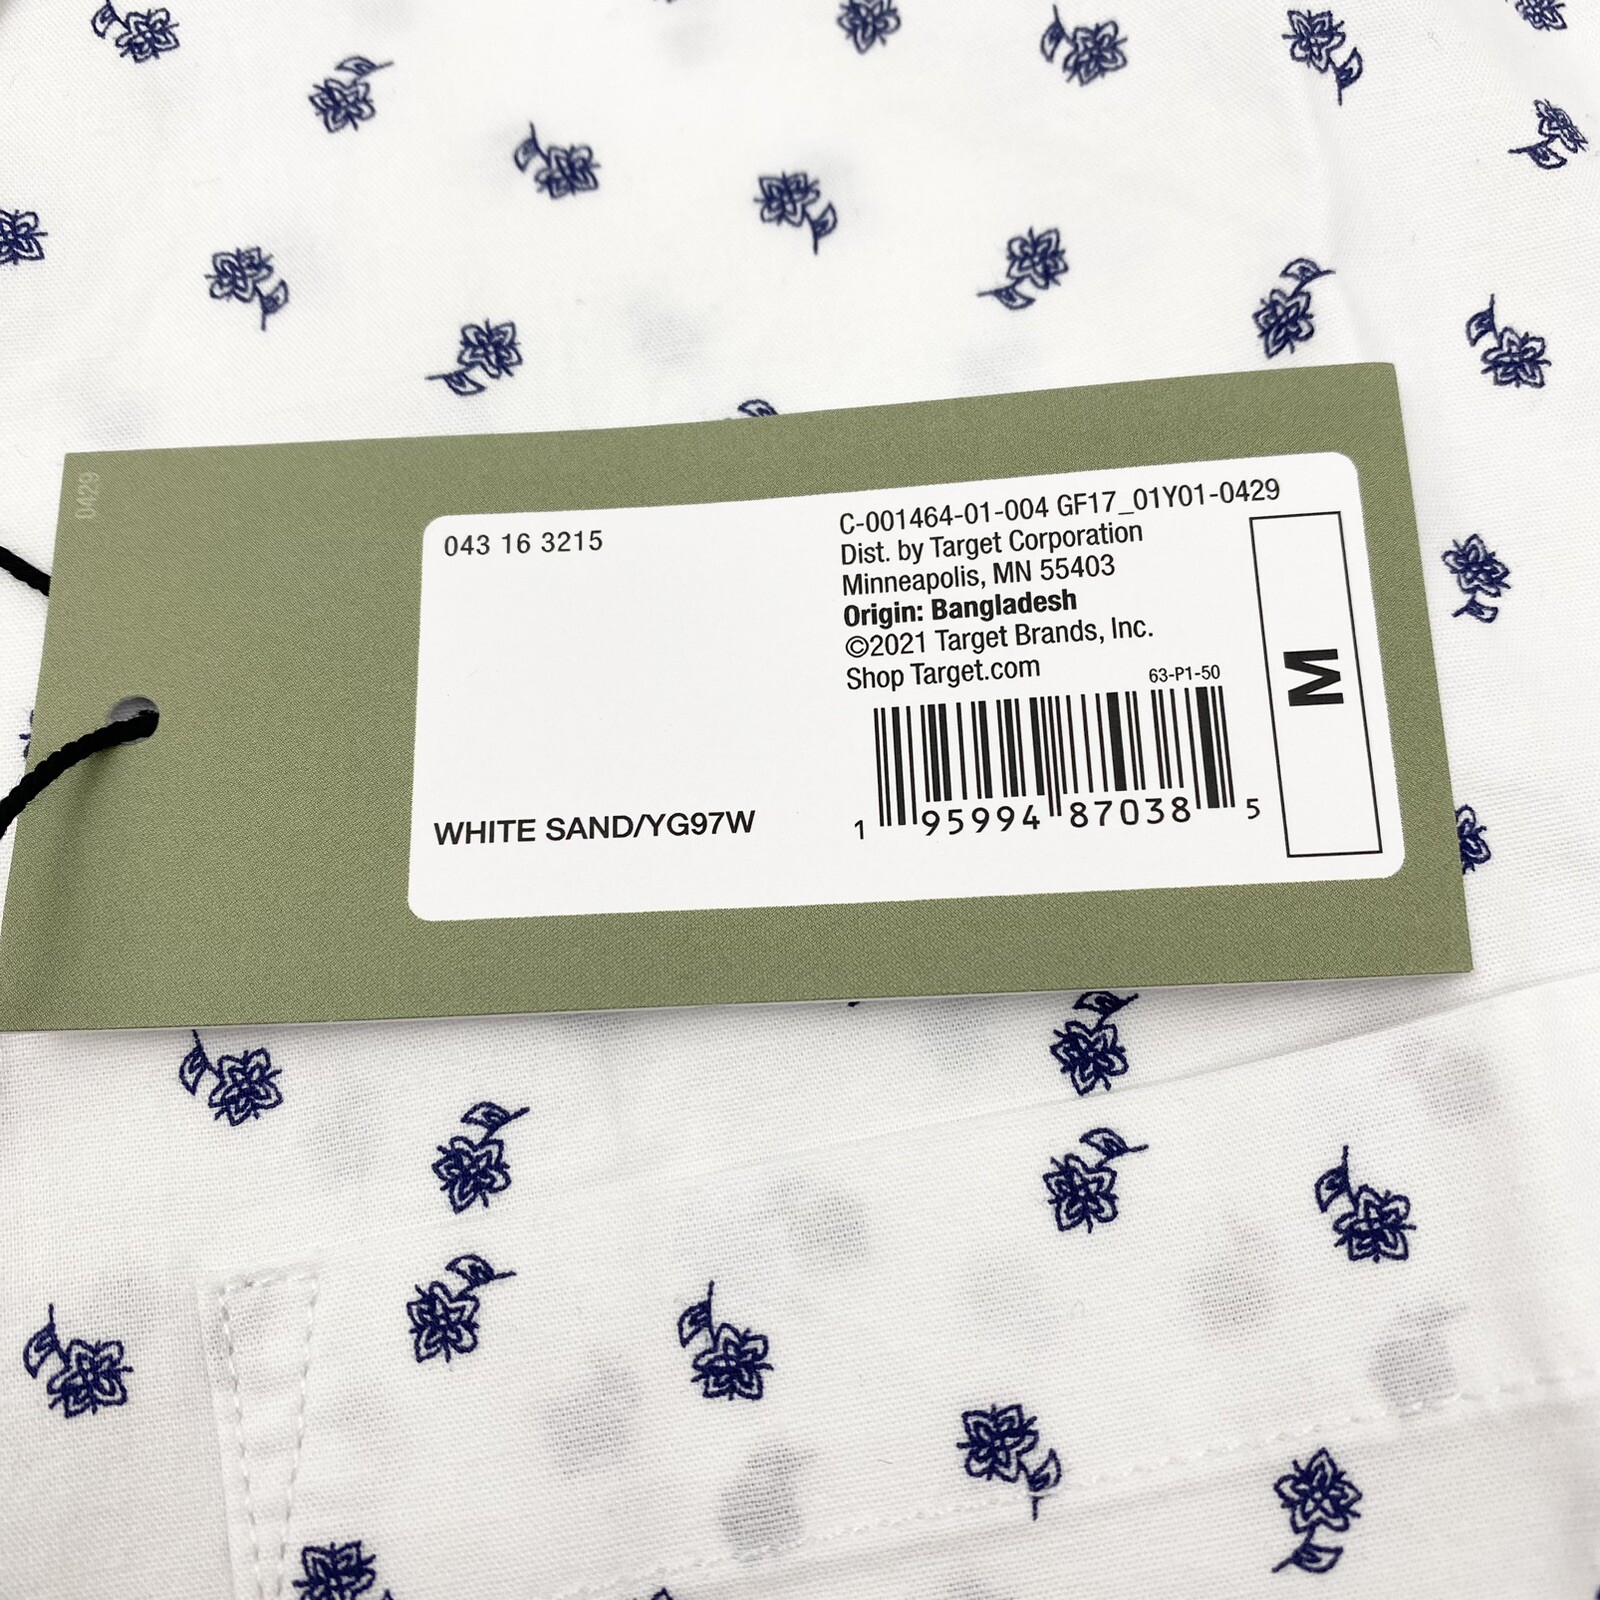 0429
043 16 3215
C-001464-01-004 GF17_01Y01-0429
Dist. by Target Corporation
Minneapolis, MN 55403
Origin: Bangladesh
©2021 Target Brands, Inc.
Shop Target.com
63-P1-50
M
WHITE SAND/YG97W
1 95994 87038 5